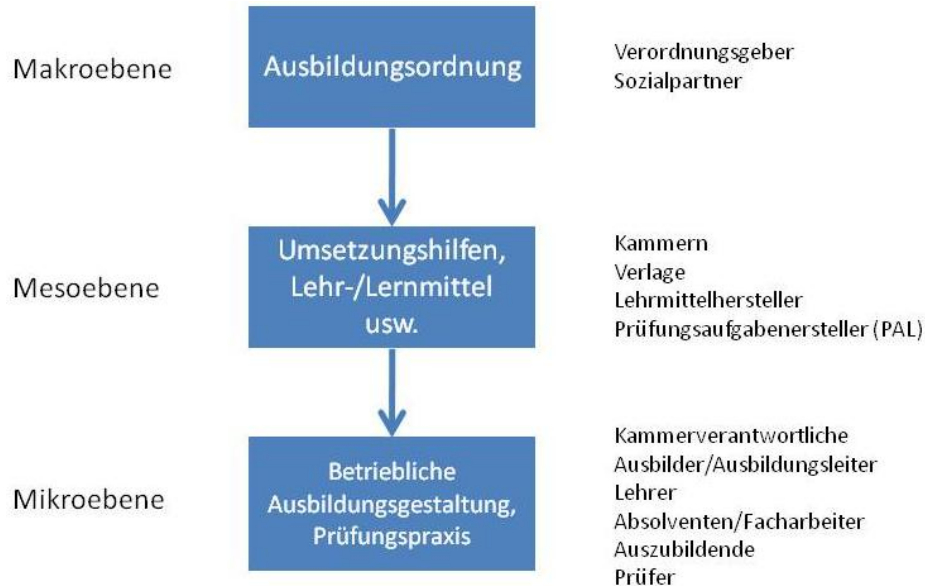 Makroebene
Ausbildungsordnung
Verordnungsgeber
Sozialpartner
Mesoebene
Umsetzungshilfen,
Lehr-/Lernmittel
usw.
Kammern
Verlage
Lehrmittelhersteller
Prüfungsaufgabenersteller (PAL)
Mikroebene
Betriebliche
Ausbildungsgestaltung,
Prüfungspraxis
Kammerverantwortliche
Ausbilder/Ausbildungsleiter
Lehrer
Absolventen/Facharbeiter
Auszubildende
Prüfer